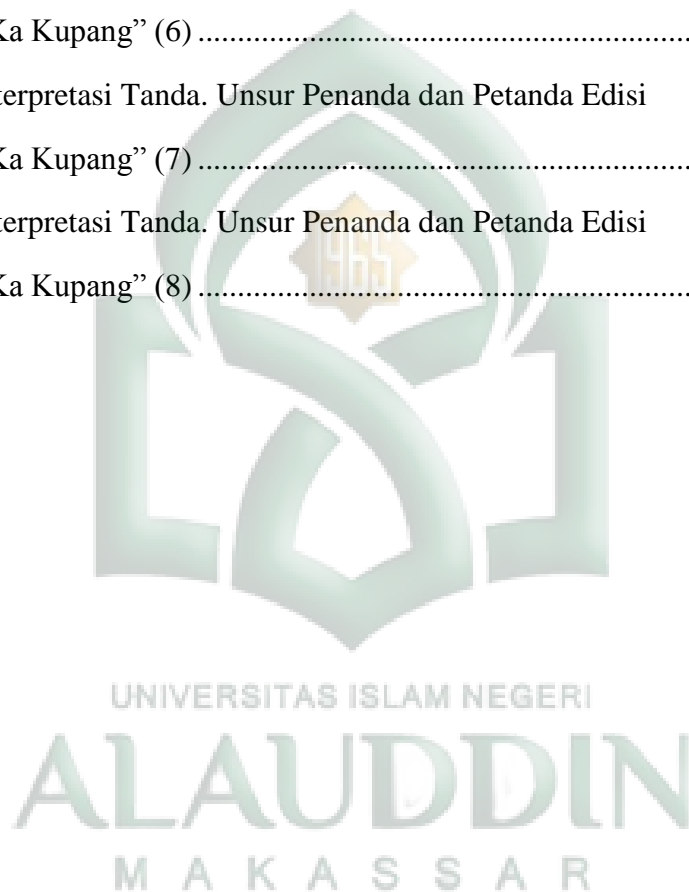 Ka Kupang” (6) ..................................................................
terpretasi Tanda. Unsur Penanda dan Petanda Edisi
Ka Kupang” (7) ..................................................................
terpretasi Tanda. Unsur Penanda dan Petanda Edisi
Ka Kupang” (8) ..................................................................
1965
UNIVERSITAS ISLAM NEGERI
ALAUDDIN
MAKASSAR